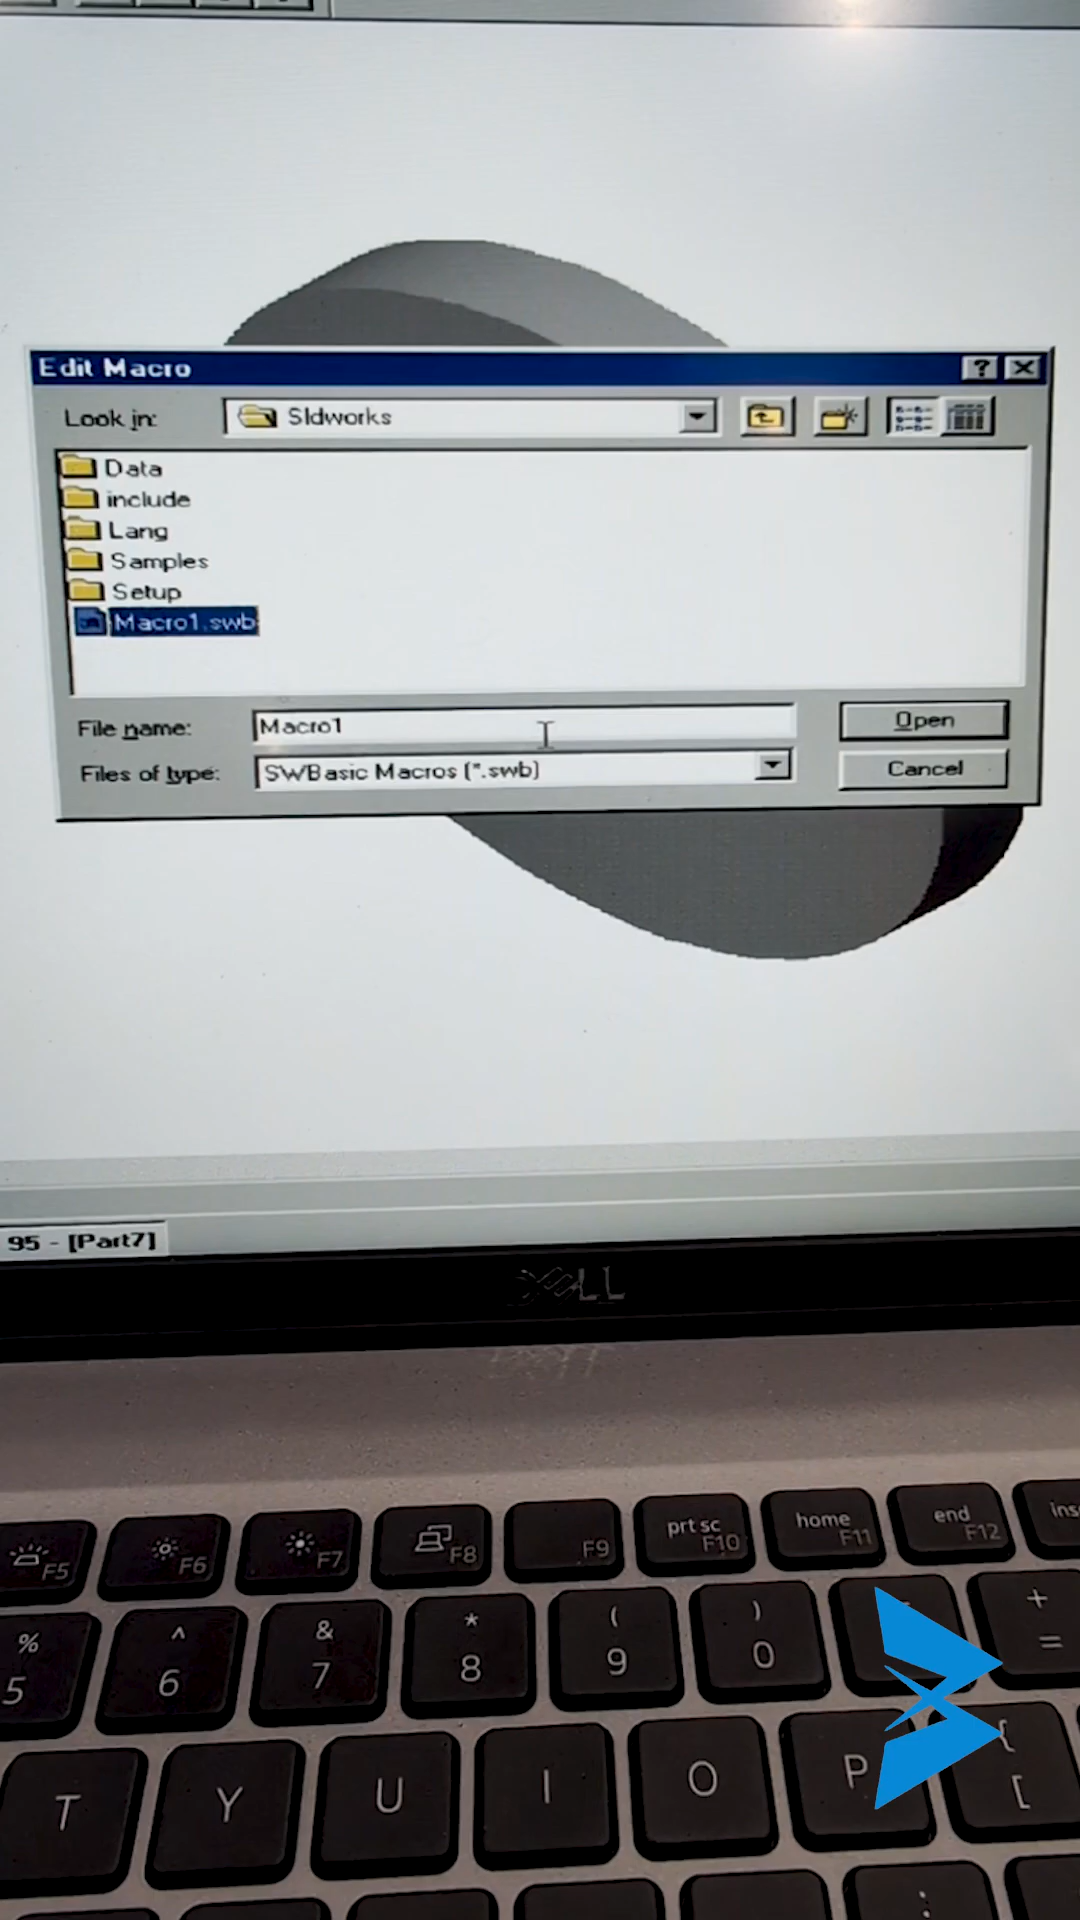 Edit Macro
Look in: Sldworks
Data
include
Lang
Samples
Setup
Macro1.swb
File name: Macro1 Open
Files of type: SWBasic Macros (*.swb) Cancel
95 - [Part7]
DELL
F5 F6 F7 F8 F9 prt sc F10 home F11 end F12 ins
% 5 ^ 6 & 7 * 8 ( 9 ) 0 + =
T Y U I O P { [
: